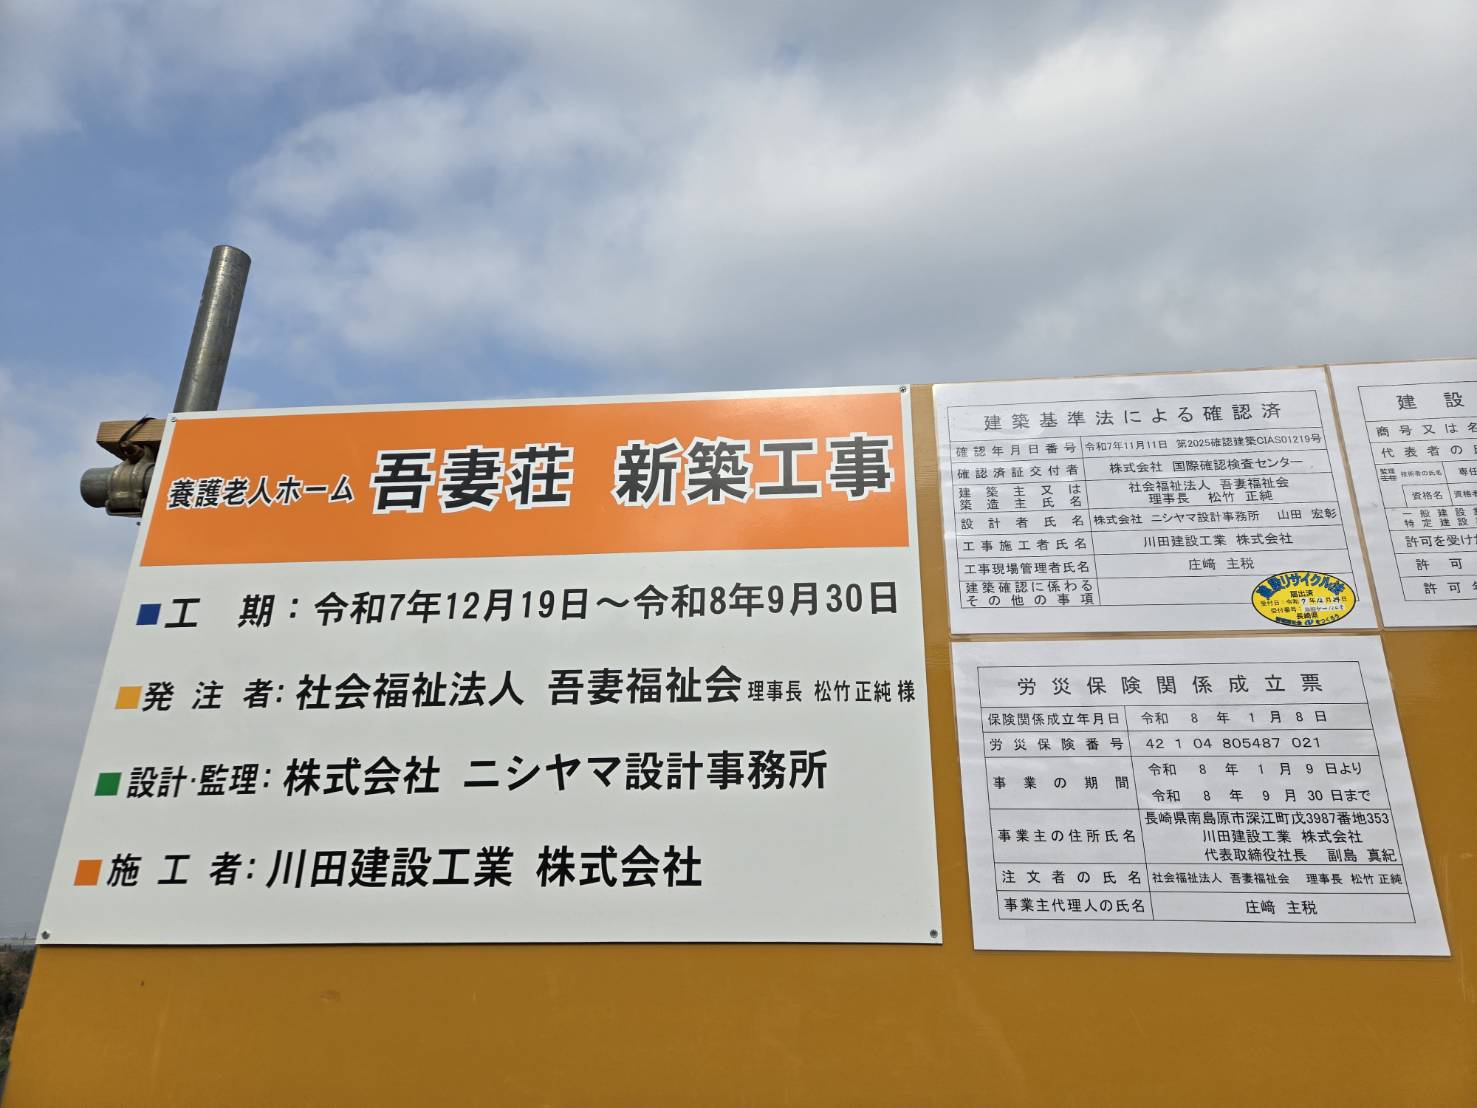 養護老人ホーム 吾妻荘 新築工事
■工期：令和7年12月19日～令和8年9月30日
■発注者：社会福祉法人 吾妻福祉会 理事長 松竹 正純 様
■設計・監理：株式会社 ニシヤマ設計事務所
■施工者：川田建設工業 株式会社
建築基準法による確認済
確認年月日番号 令和7年11月11日 第2025確認建築CIAS01219号
確認済証交付者 株式会社 国際確認検査センター
建築主又は築造主氏名 社会福祉法人 吾妻福祉会
理事長 松竹 正純
設計者氏名 株式会社 ニシヤマ設計事務所 山田 宏彰
工事施工者氏名 川田建設工業 株式会社
工事現場管理者氏名 庄﨑 主税
建築確認に係わるその他の事項
建設リサイクル法
届出済
長崎県
労災保険関係成立票
保険関係成立年月日 令和 8 年 1 月 8 日
労災保険番号 42 1 04 805487 021
事業の期間 令和 8 年 1 月 9 日より
令和 8 年 9 月 30 日まで
事業主の住所氏名 長崎県南島原市深江町戊3987番地353
川田建設工業 株式会社
代表取締役社長 副島 真紀
注文者の氏名 社会福祉法人 吾妻福祉会 理事長 松竹 正純
事業主代理人の氏名 庄﨑 主税
建設
商号又は名
代表者の
専任
資格名 資格者
一般建設業
特定建設
許可を受けた
許可
許可